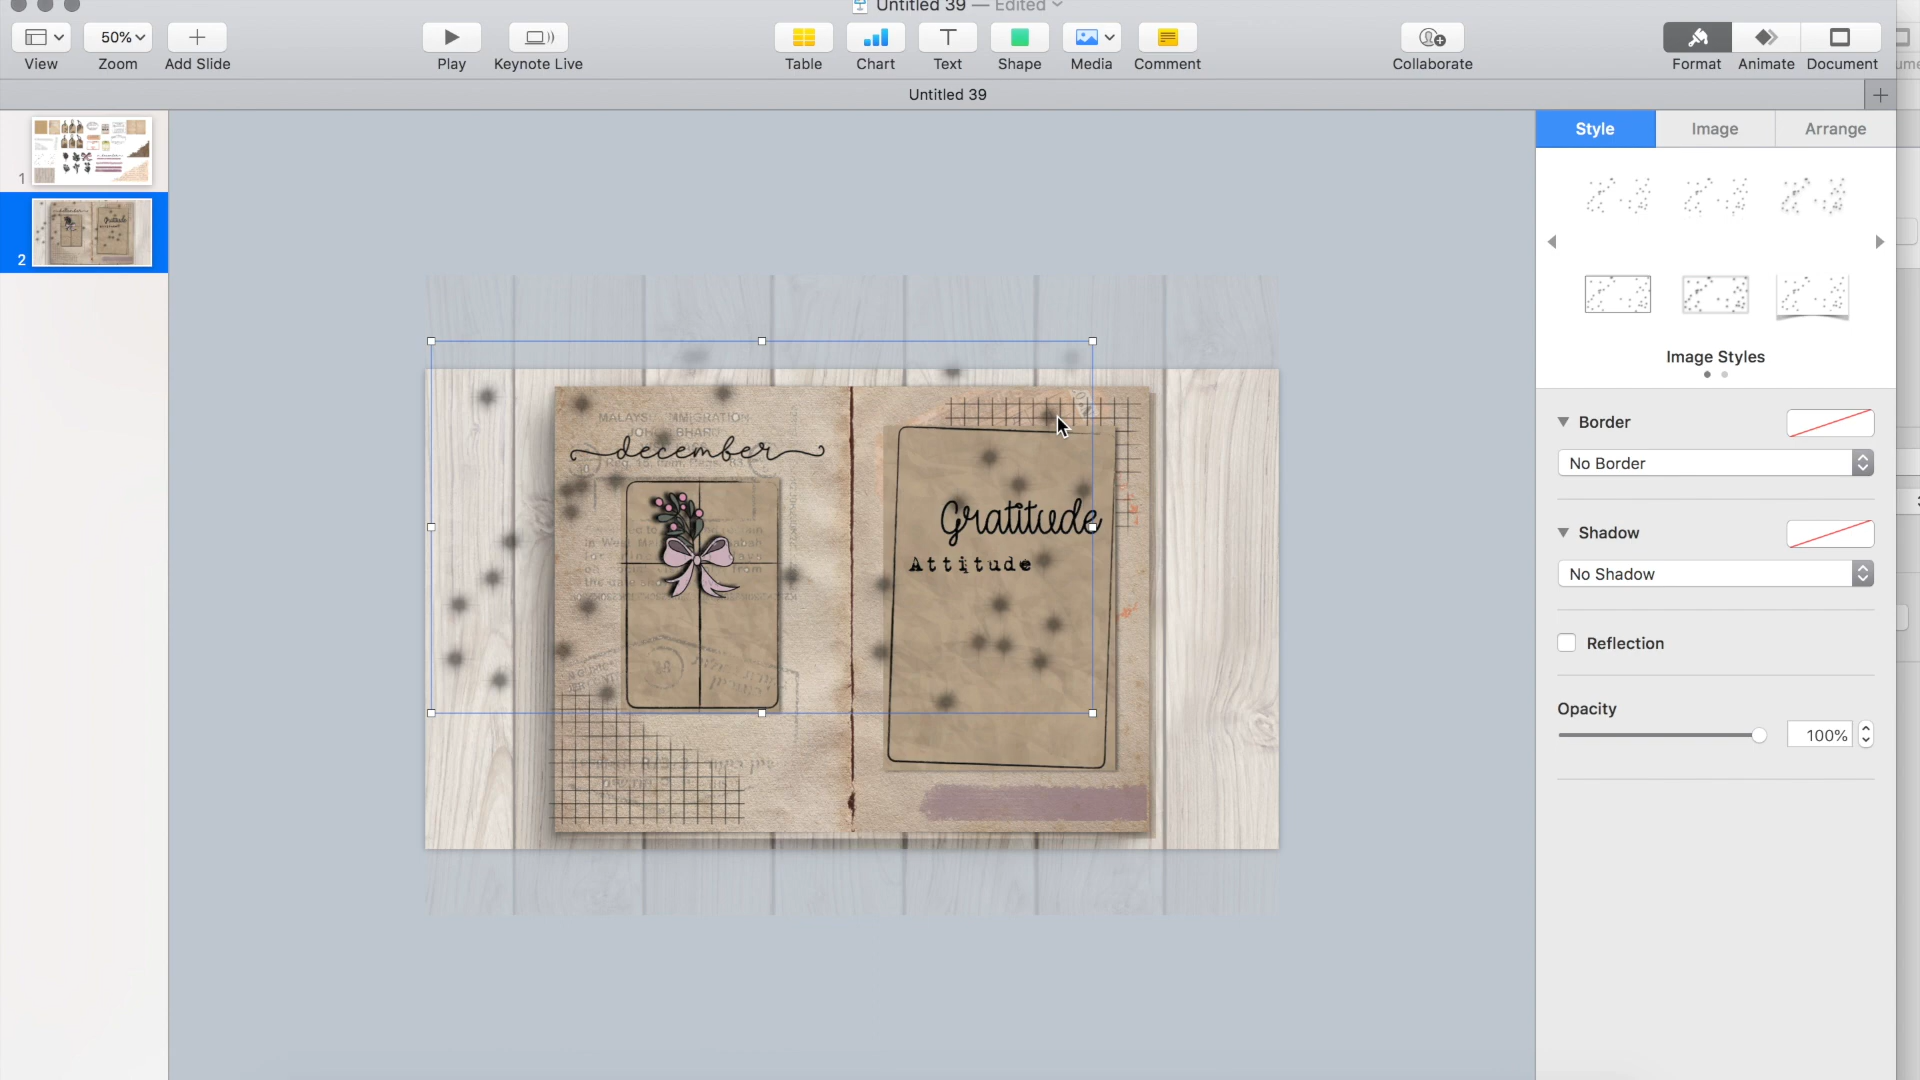 Untitled 39 — Edited
50%
View
Zoom
Add Slide
Play
Keynote Live
Table
Chart
Text
Shape
Media
Comment
Collaborate
Format
Animate
Document
Untitled 39
Style
Image
Arrange
1
2
Image Styles
Border
No Border
Shadow
No Shadow
Reflection
Opacity
100%
december
Gratitude
Attitude